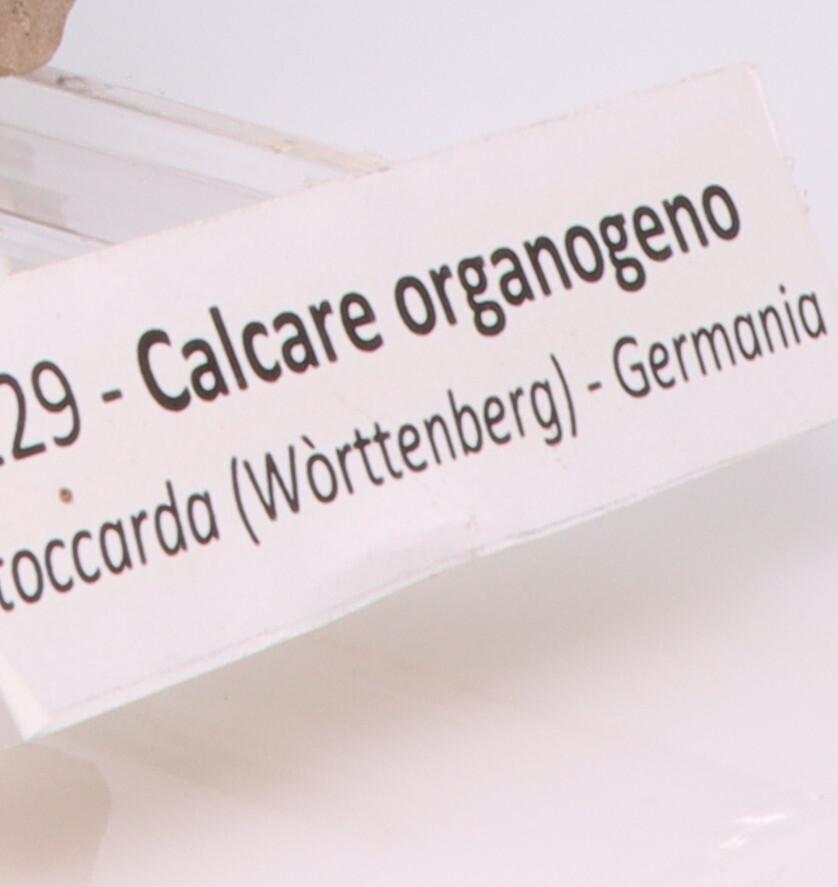 29 - Calcare organogeno
toccarda (Wòrttenberg) - Germania